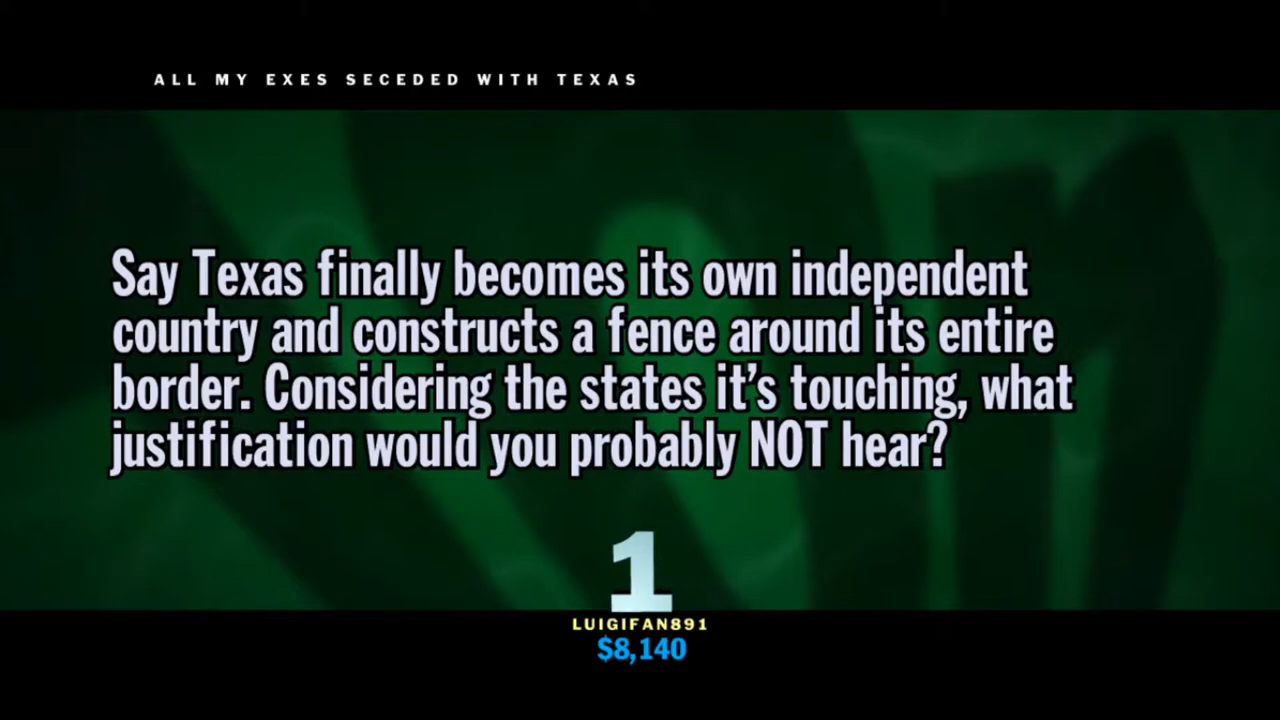 ALL MY EXES SECEDED WITH TEXAS
Say Texas finally becomes its own independent
country and constructs a fence around its entire
border. Considering the states it's touching, what
justification would you probably NOT hear?
1
LUIGIFAN891
$8,140